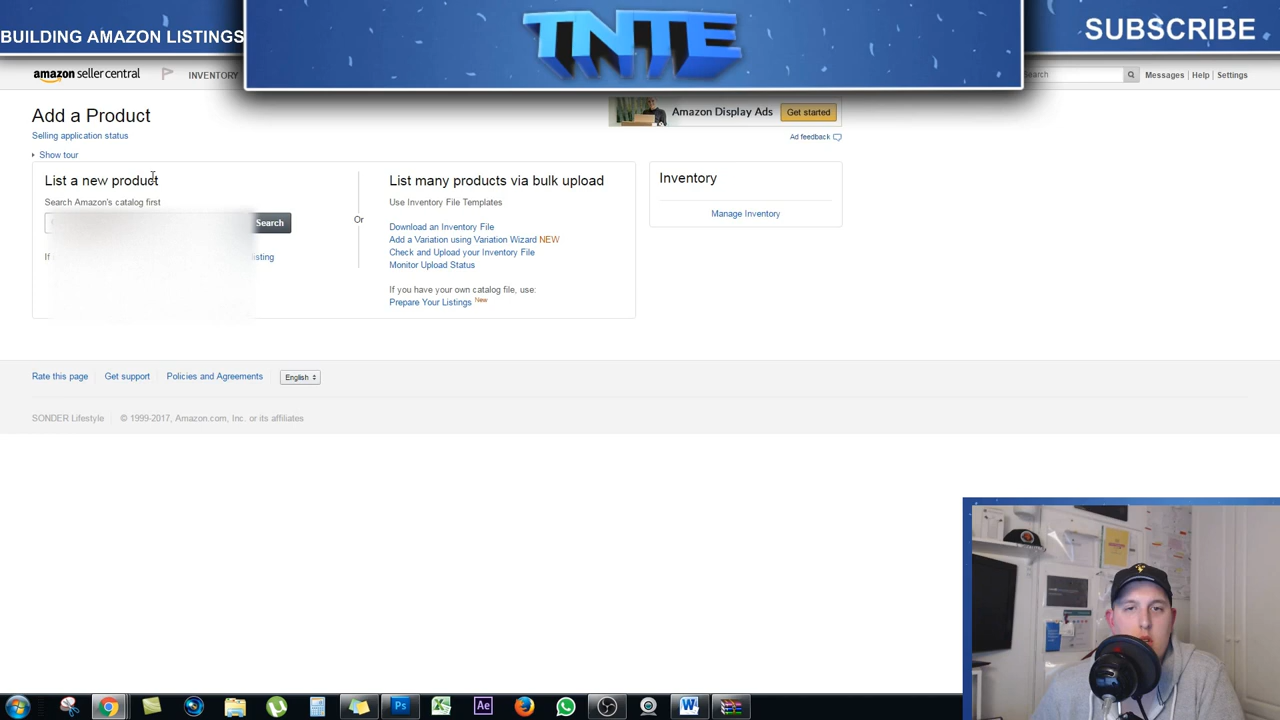 BUILDING AMAZON LISTINGS
TNTE
SUBSCRIBE
amazon seller central
INVENTORY
Search
Messages
Help
Settings
Add a Product
Selling application status
Amazon Display Ads
Get started
Ad feedback
Show tour
List a new product
Search Amazon's catalog first
Search
If
isting
Or
List many products via bulk upload
Use Inventory File Templates
Download an Inventory File
Add a Variation using Variation Wizard NEW
Check and Upload your Inventory File
Monitor Upload Status
If you have your own catalog file, use:
Prepare Your Listings New
Inventory
Manage Inventory
Rate this page
Get support
Policies and Agreements
English
SONDER Lifestyle
© 1999-2017, Amazon.com, Inc. or its affiliates
Ps
Ae